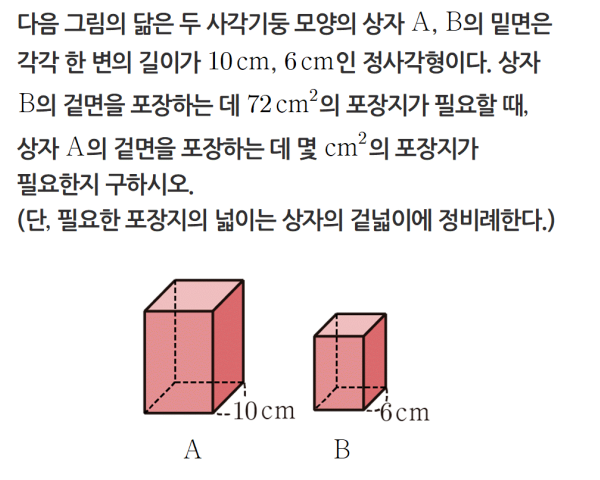 다음 그림의 닮은 두 사각기둥 모양의 상자 A, B의 밑면은
각각 한 변의 길이가 10 cm, 6 cm인 정사각형이다. 상자
B의 겉면을 포장하는 데 72 cm²의 포장지가 필요할 때,
상자 A의 겉면을 포장하는 데 몇 cm²의 포장지가
필요한지 구하시오.
(단, 필요한 포장지의 넓이는 상자의 겉넓이에 정비례한다.)
10 cm
6 cm
A
B